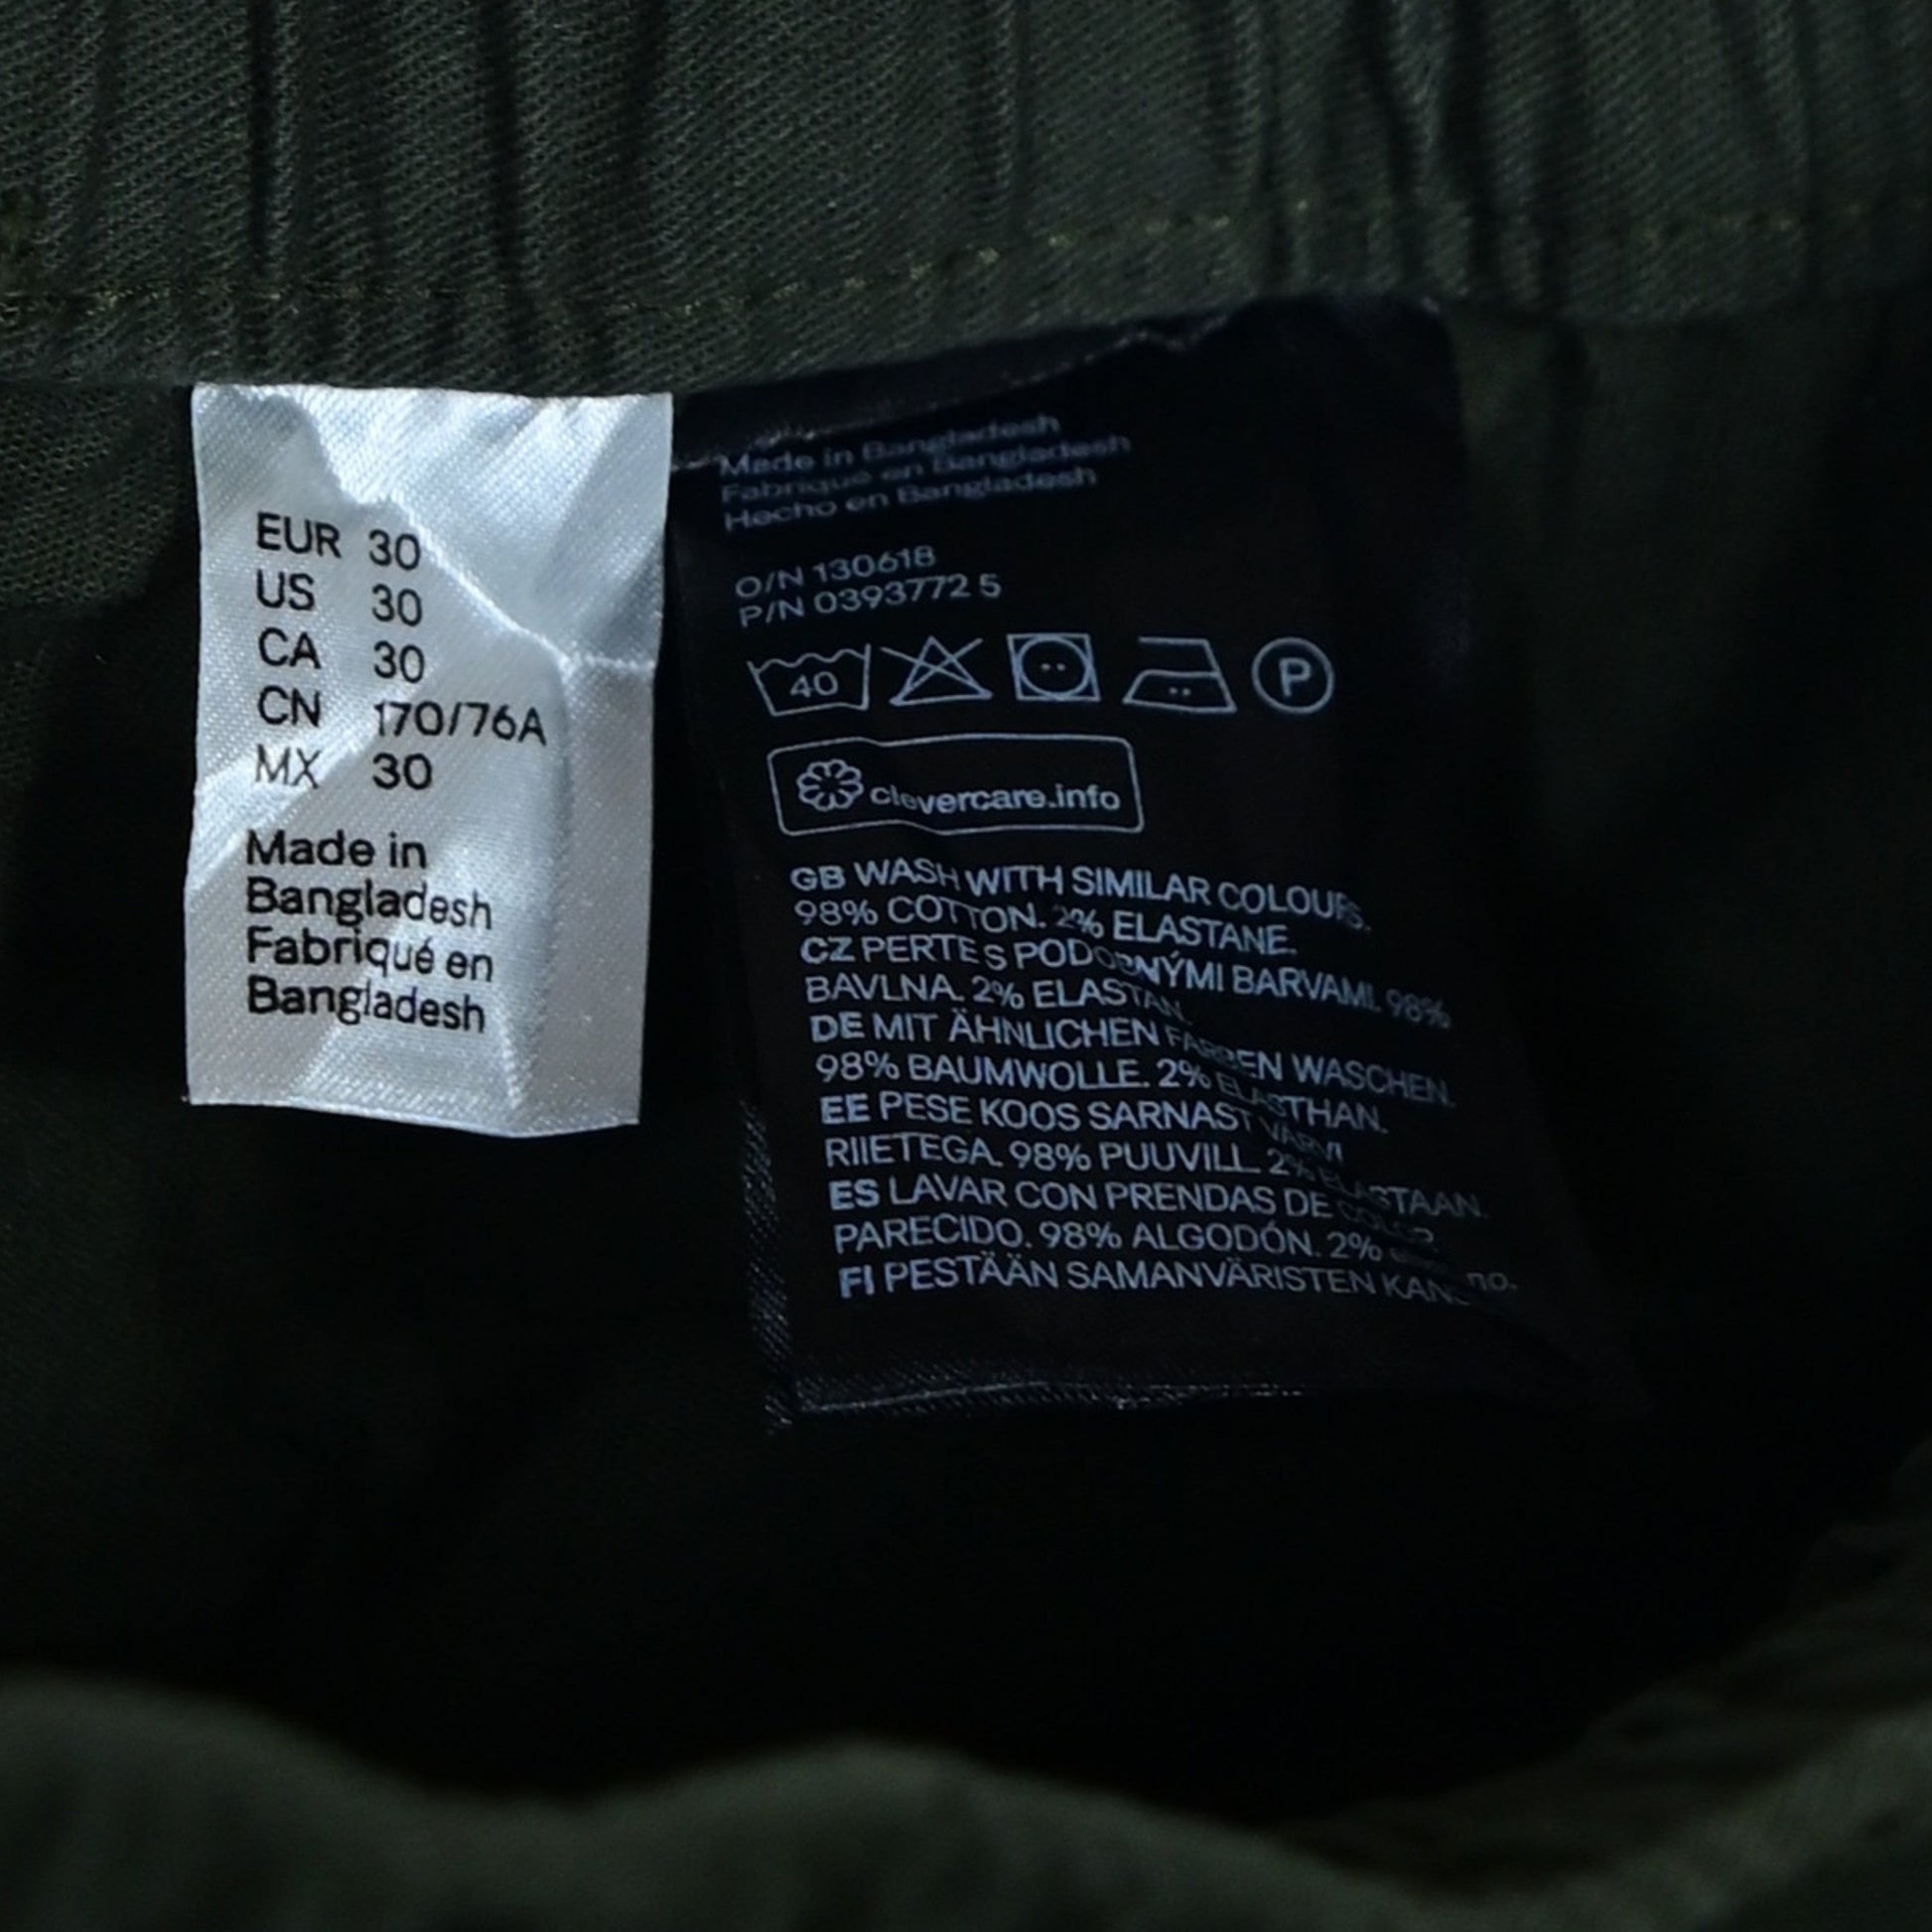 EUR 30
US 30
CA 30
CN 170/76A
MX 30
Made in
Bangladesh
Fabriqué en
Bangladesh
Made in Bangladesh
Fabriqué en Bangladesh
Hecho en Bangladesh
O/N 130618
P/N 0393772 5
40
P
clevercare.info
GB WASH WITH SIMILAR COLOURS.
98% COTTON. 2% ELASTANE.
CZ PERTE S PODOBNÝMI BARVAMI. 98%
BAVLNA. 2% ELASTAN.
DE MIT ÄHNLICHEN FARBEN WASCHEN.
98% BAUMWOLLE. 2% ELASTHAN.
EE PESE KOOS SARNAST VÄRVI
RIIETEGA. 98% PUUVILL. 2% ELASTAAN.
ES LAVAR CON PRENDAS DE COLOR
PARECIDO. 98% ALGODÓN. 2%
FI PESTÄÄN SAMANVÄRISTEN